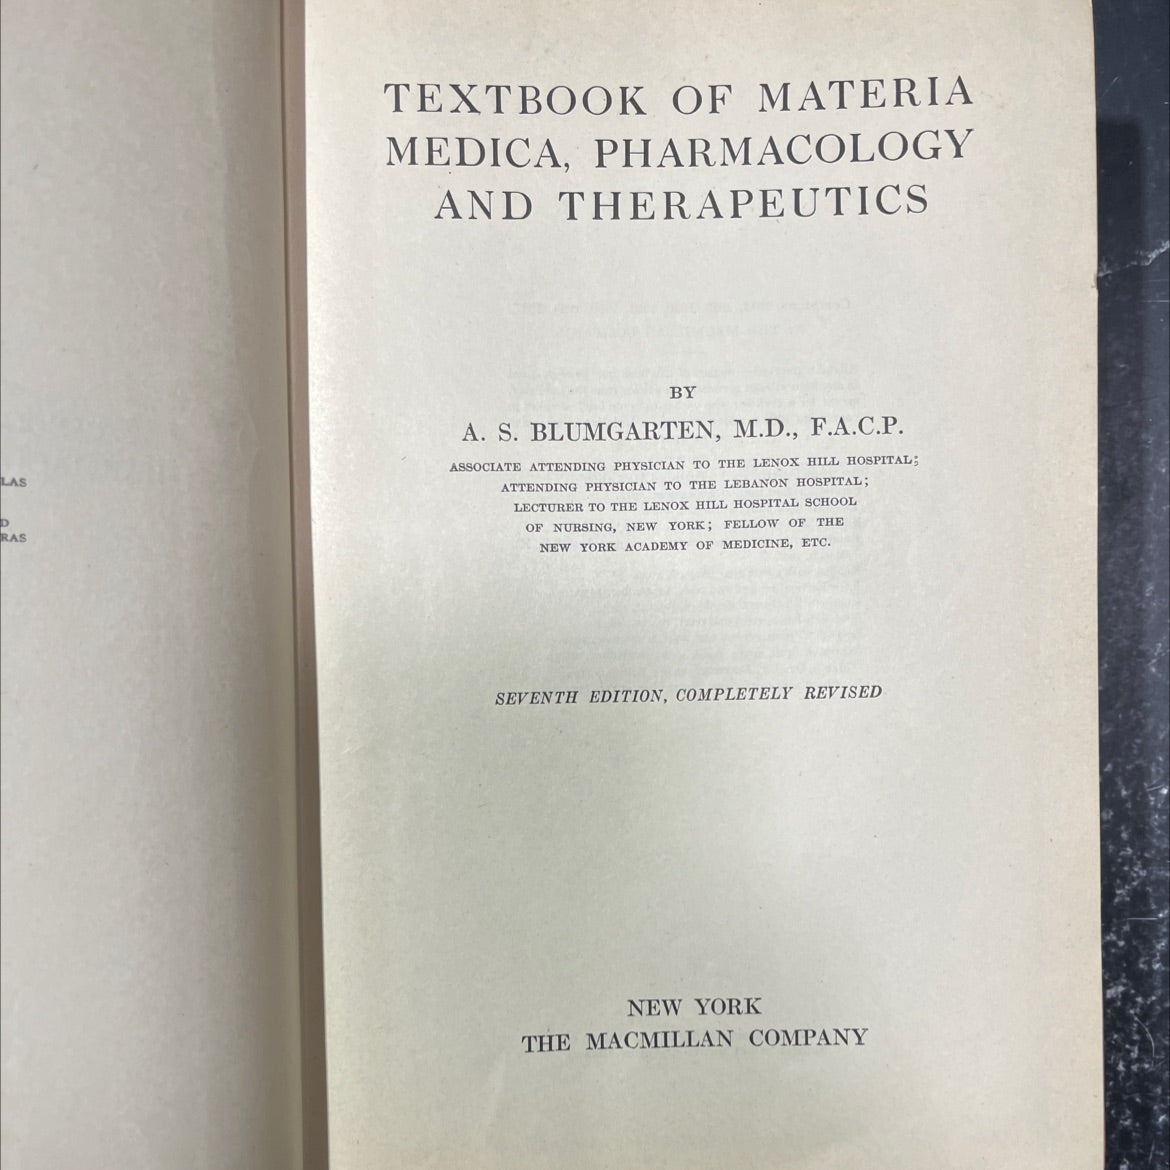 LAS
D
RAS
TEXTBOOK OF MATERIA
MEDICA, PHARMACOLOGY
AND THERAPEUTICS
BY
A. S. BLUMGARTEN, M.D., F.A.C.P.
ASSOCIATE ATTENDING PHYSICIAN TO THE LENOX HILL HOSPITAL;
ATTENDING PHYSICIAN TO THE LEBANON HOSPITAL;
LECTURER TO THE LENOX HILL HOSPITAL SCHOOL
OF NURSING, NEW YORK; FELLOW OF THE
NEW YORK ACADEMY OF MEDICINE, ETC.
SEVENTH EDITION, COMPLETELY REVISED
NEW YORK
THE MACMILLAN COMPANY